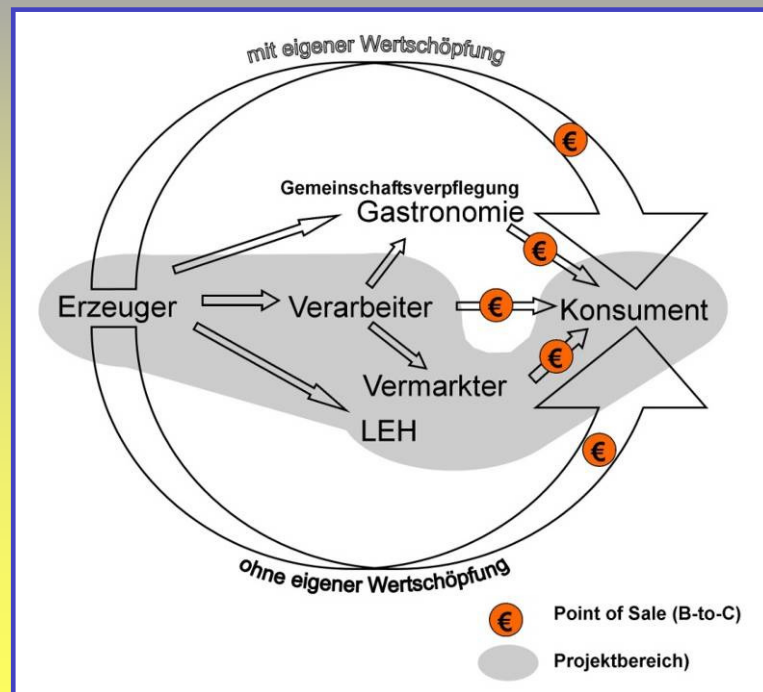 mit eigener Wertschöpfung
€
Gemeinschaftsverpflegung
Gastronomie
€
Erzeuger
Verarbeiter
€
Konsument
€
Vermarkter
LEH
€
ohne eigener Wertschöpfung
€ Point of Sale (B-to-C)
Projektbereich)